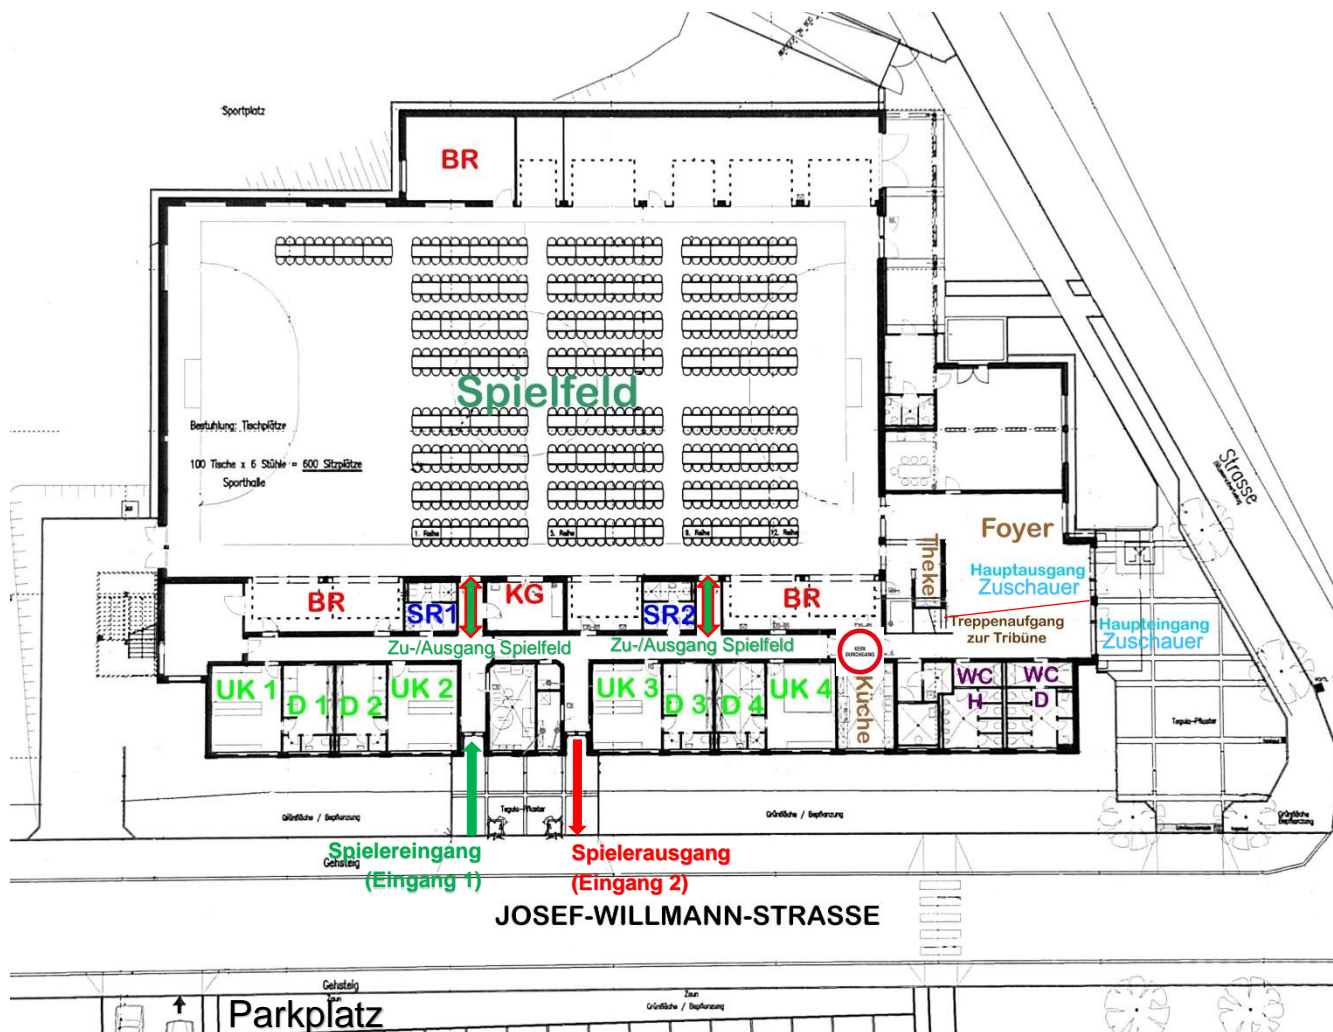 Sportplatz
BR
Spielfeld
Bestuhlung: Tischplätze
100 Tische x 6 Stühle = 600 Sitzplätze
Sporthalle
1. Reihe
5. Reihe
9. Reihe
12. Reihe
Strasse
Foyer
Theke
Hauptausgang
Zuschauer
Treppenaufgang
zur Tribüne
Haupteingang
Zuschauer
BR
SR1
KG
SR2
BR
Zu-/Ausgang Spielfeld
Zu-/Ausgang Spielfeld
KEIN
DURCHGANG
UK 1
D 1
D 2
UK 2
UK 3
D 3
D 4
UK 4
Küche
WC
H
WC
D
Tegula-Pflaster
Tegula-Pflaster
Grünfläche / Bepflanzung
Grünfläche / Bepflanzung
Grünfläche
Bepflanzung
Spielereingang
(Eingang 1)
Spielerausgang
(Eingang 2)
Gehsteig
JOSEF-WILLMANN-STRASSE
Gehsteig
Zaun
Zaun
Grünfläche / Bepflanzung
Parkplatz